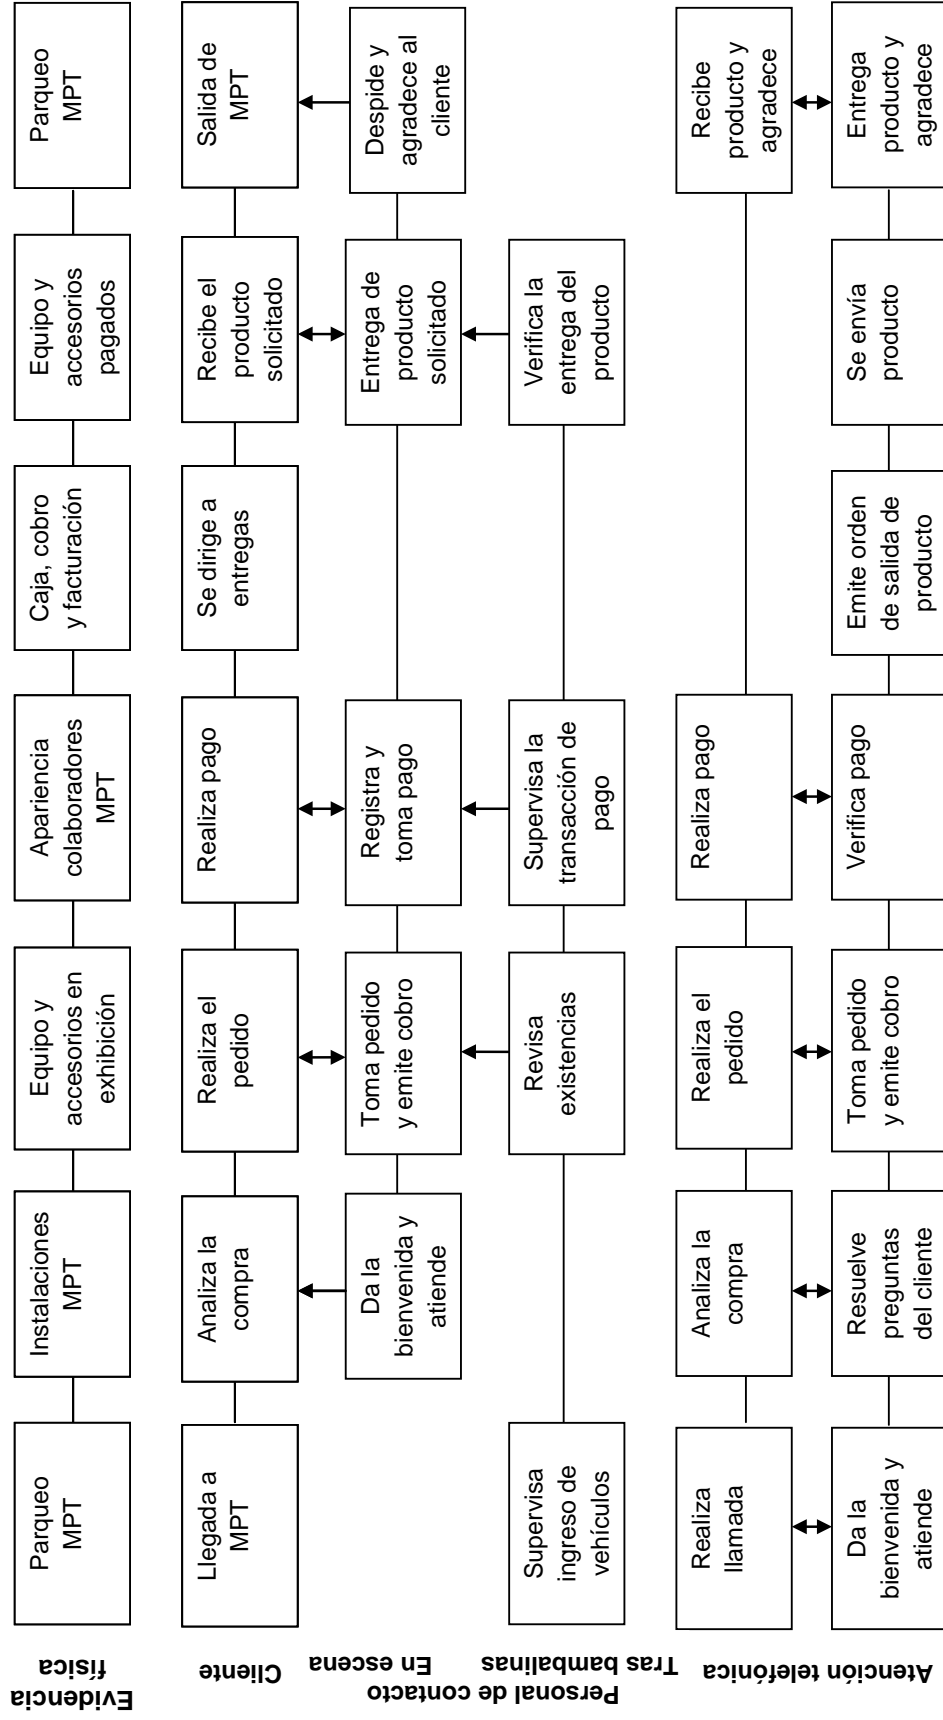 Evidencia
física
Parqueo
MPT
Instalaciones
MPT
Equipo y
accesorios en
exhibición
Apariencia
colaboradores
MPT
Caja, cobro
y facturación
Equipo y
accesorios
pagados
Parqueo
MPT
Cliente
Llegada a
MPT
Analiza la
compra
Realiza el
pedido
Realiza pago
Se dirige a
entregas
Recibe el
producto
solicitado
Salida de
MPT
Personal de contacto
En escena
Da la
bienvenida y
atiende
Toma pedido
y emite cobro
Registra y
toma pago
Entrega de
producto
solicitado
Despide y
agradece al
cliente
Tras bambalinas
Supervisa
ingreso de
vehículos
Revisa
existencias
Supervisa la
transacción de
pago
Verifica la
entrega del
producto
Atención telefónica
Realiza
llamada
Analiza la
compra
Realiza el
pedido
Realiza pago
Recibe
producto y
agradece
Da la
bienvenida y
atiende
Resuelve
preguntas
del cliente
Toma pedido
y emite cobro
Verifica pago
Emite orden
de salida de
producto
Se envía
producto
Entrega
producto y
agradece